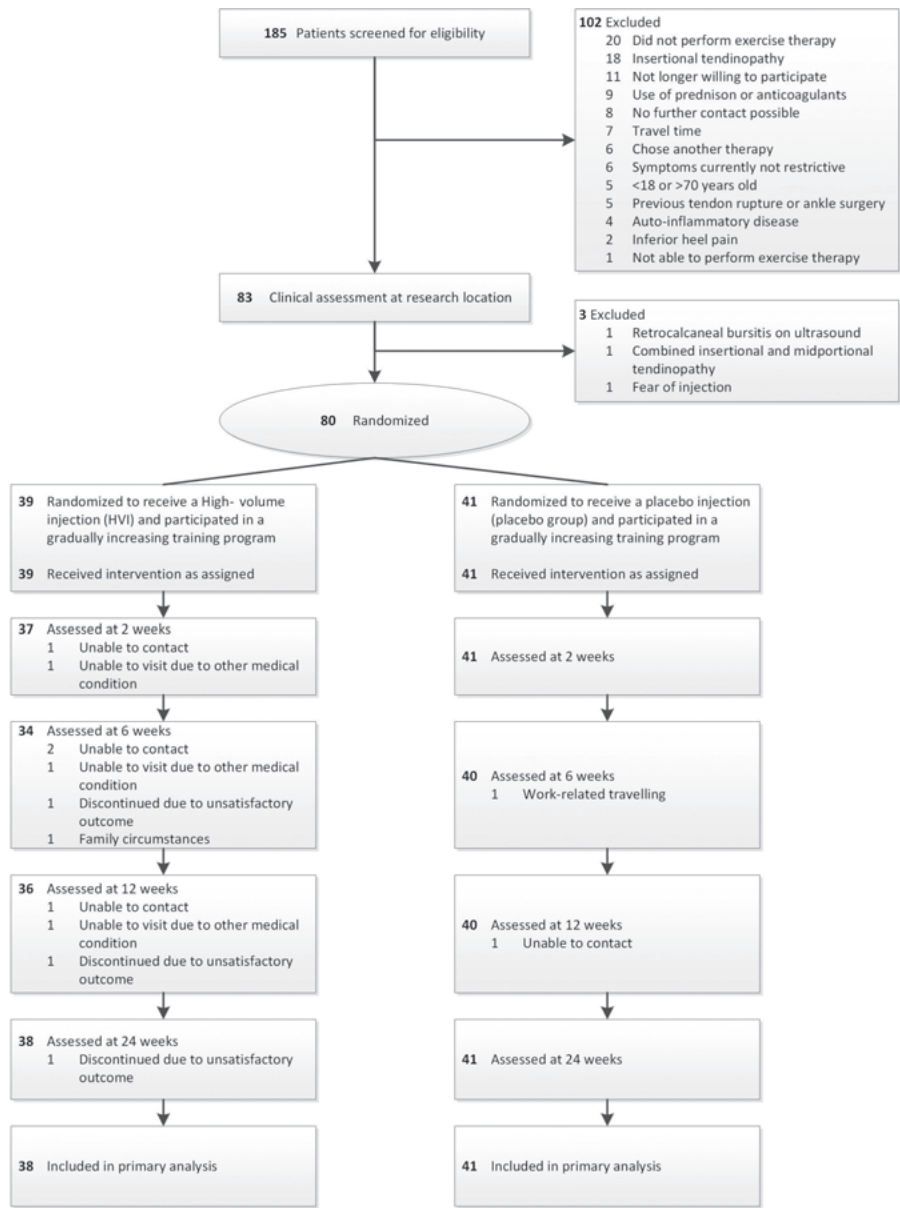 185 Patients screened for eligibility
102 Excluded
20 Did not perform exercise therapy
18 Insertional tendinopathy
11 Not longer willing to participate
9 Use of prednison or anticoagulants
8 No further contact possible
7 Travel time
6 Chose another therapy
6 Symptoms currently not restrictive
5 <18 or >70 years old
5 Previous tendon rupture or ankle surgery
4 Auto-inflammatory disease
2 Inferior heel pain
1 Not able to perform exercise therapy
83 Clinical assessment at research location
3 Excluded
1 Retrocalcaneal bursitis on ultrasound
1 Combined insertional and midportional
tendinopathy
1 Fear of injection
80 Randomized
39 Randomized to receive a High- volume
injection (HVI) and participated in a
gradually increasing training program
39 Received intervention as assigned
41 Randomized to receive a placebo injection
(placebo group) and participated in a
gradually increasing training program
41 Received intervention as assigned
37 Assessed at 2 weeks
1 Unable to contact
1 Unable to visit due to other medical
condition
41 Assessed at 2 weeks
34 Assessed at 6 weeks
2 Unable to contact
1 Unable to visit due to other medical
condition
1 Discontinued due to unsatisfactory
outcome
1 Family circumstances
40 Assessed at 6 weeks
1 Work-related travelling
36 Assessed at 12 weeks
1 Unable to contact
1 Unable to visit due to other medical
condition
1 Discontinued due to unsatisfactory
outcome
40 Assessed at 12 weeks
1 Unable to contact
38 Assessed at 24 weeks
1 Discontinued due to unsatisfactory
outcome
41 Assessed at 24 weeks
38 Included in primary analysis
41 Included in primary analysis